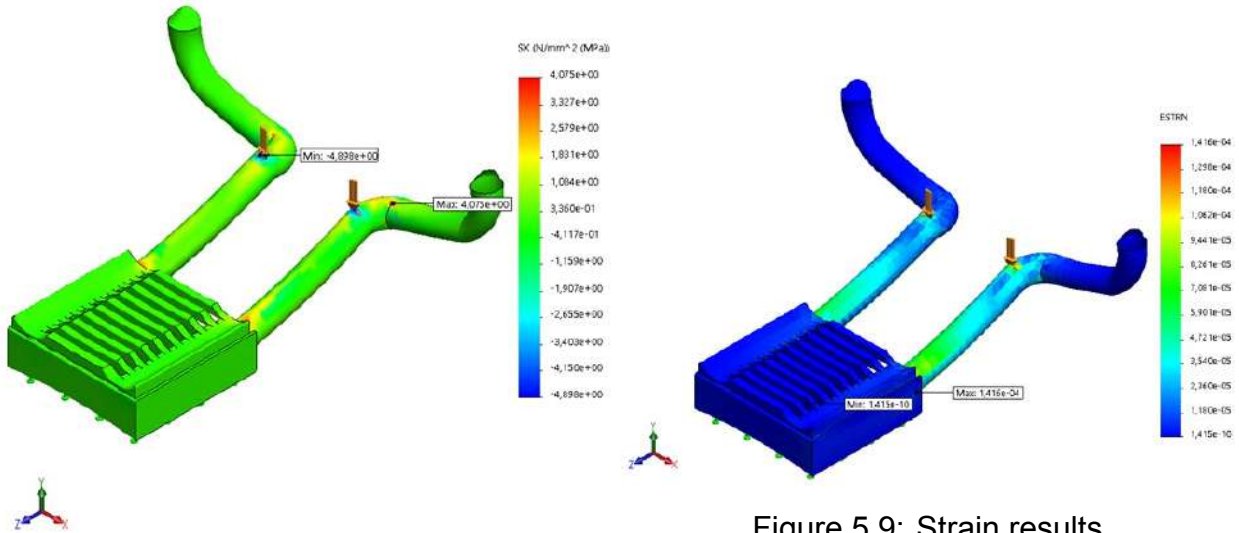 SX (N/mm^2 (MPa))
4,075e+00
3,327e+00
2,579e+00
1,831e+00
1,084e+00
3,360e-01
-4,117e-01
-1,159e+00
-1,907e+00
-2,655e+00
-3,403e+00
-4,150e+00
-4,898e+00
Min: -4,898e+00
Max: 4,075e+00
Y
Z
X
ESTRN
1,416e-04
1,298e-04
1,180e-04
1,062e-04
9,441e-05
8,261e-05
7,081e-05
5,901e-05
4,721e-05
3,540e-05
2,360e-05
1,180e-05
1,415e-10
Max: 1,416e-04
Min: 1,415e-10
Y
Z
X
Figure 5.9: Strain results